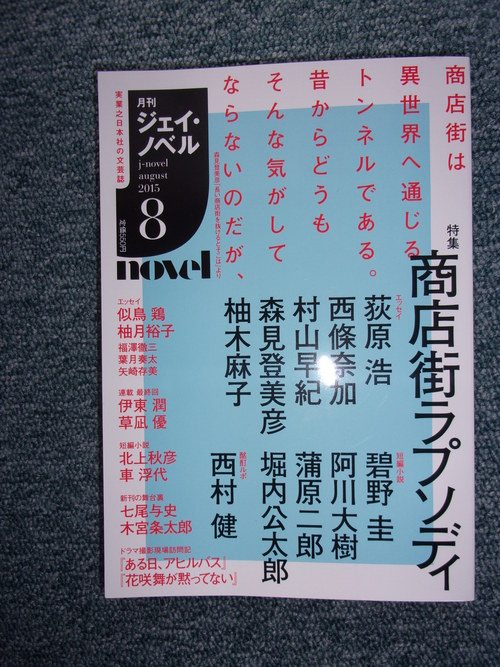 商店街は
異世界へ通じる
トンネルである。
昔からどうも
そんな気がして
ならないのだが、
実業之日本社の文芸誌
月刊
ジェイ・
ノベル
j-novel
august
2015
8
定価550円
novel
特集
商店街ラプソディ
エッセイ
荻原 浩
西條奈加
村山早紀
森見登美彦
柚木麻子
短編小説
碧野 圭
阿川大樹
蒲原二郎
堀内公太郎
酩酊ルポ
西村 健
エッセイ
似鳥 鶏
柚月裕子
福澤徹三
葉月奏太
矢崎存美
連載 最終回
伊東 潤
草凪 優
短編小説
北上秋彦
車 浮代
新刊の舞台裏
七尾与史
木宮条太郎
ドラマ撮影現場訪問記
『ある日、アヒルバス』
『花咲舞が黙ってない』